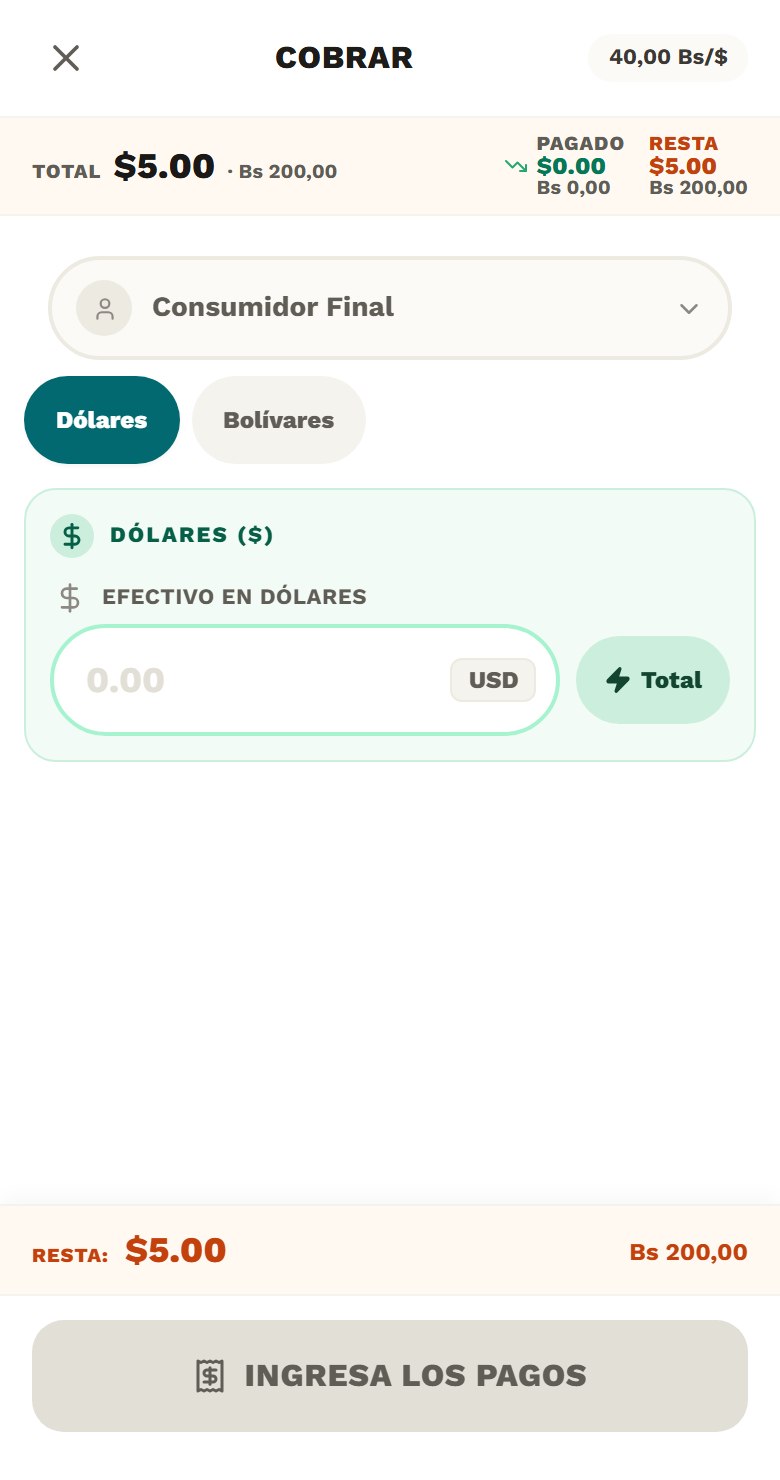 COBRAR
40,00 Bs/$
TOTAL $5.00 · Bs 200,00
PAGADO
$0.00
Bs 0,00
RESTA
$5.00
Bs 200,00
Consumidor Final
Dólares
Bolívares
$ DÓLARES ($)
$ EFECTIVO EN DÓLARES
0.00 USD
Total
RESTA: $5.00
Bs 200,00
INGRESA LOS PAGOS